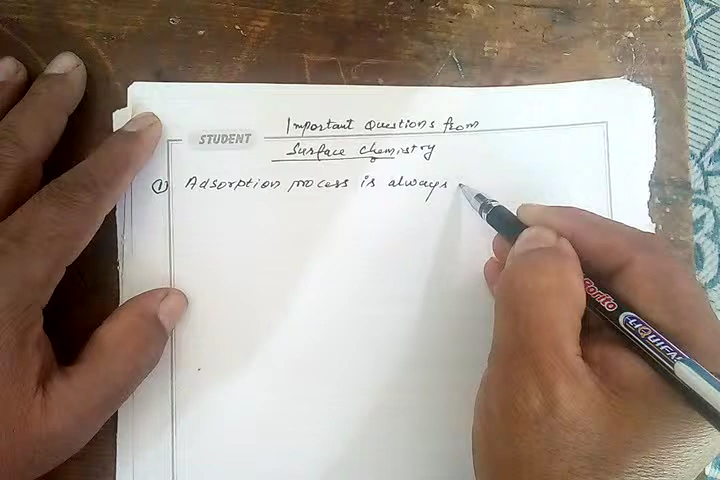 Important Questions from
STUDENT
Surface Chemistry
① Adsorption process is always